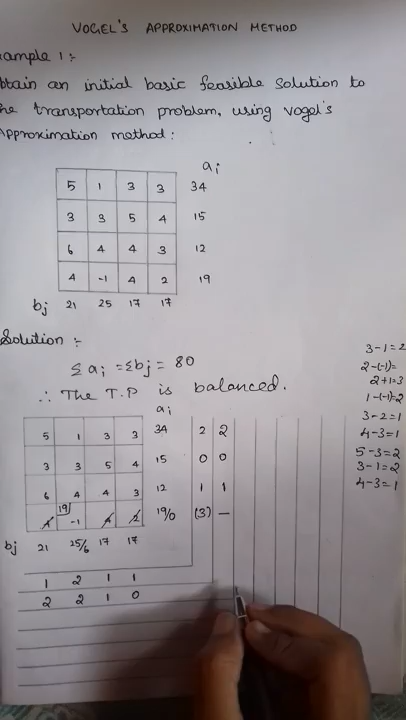 VOGEL'S APPROXIMATION METHOD
ample 1:-
btain an initial basic feasible solution to
he transportation problem, using vogel's
Approximation method:
ai
5 1 3 3 34
3 3 5 4 15
6 4 4 3 12
4 -1 4 2 19
bj 21 25 17 17
Solution:-
Σai = Σbj = 80
∴ The T.P is balanced.
ai
5 1 3 3 34 2 2
3 3 5 4 15 0 0
6 4 4 3 12 1 1
4 19 -1 4 2 19/0 (3) –
bj 21 25/6 17 17
1 2 1 1
2 2 1 0
3-1=2
2-(-1)=
2+1=3
1-(-1)=2
3-2=1
4-3=1
5-3=2
3-1=2
4-3=1